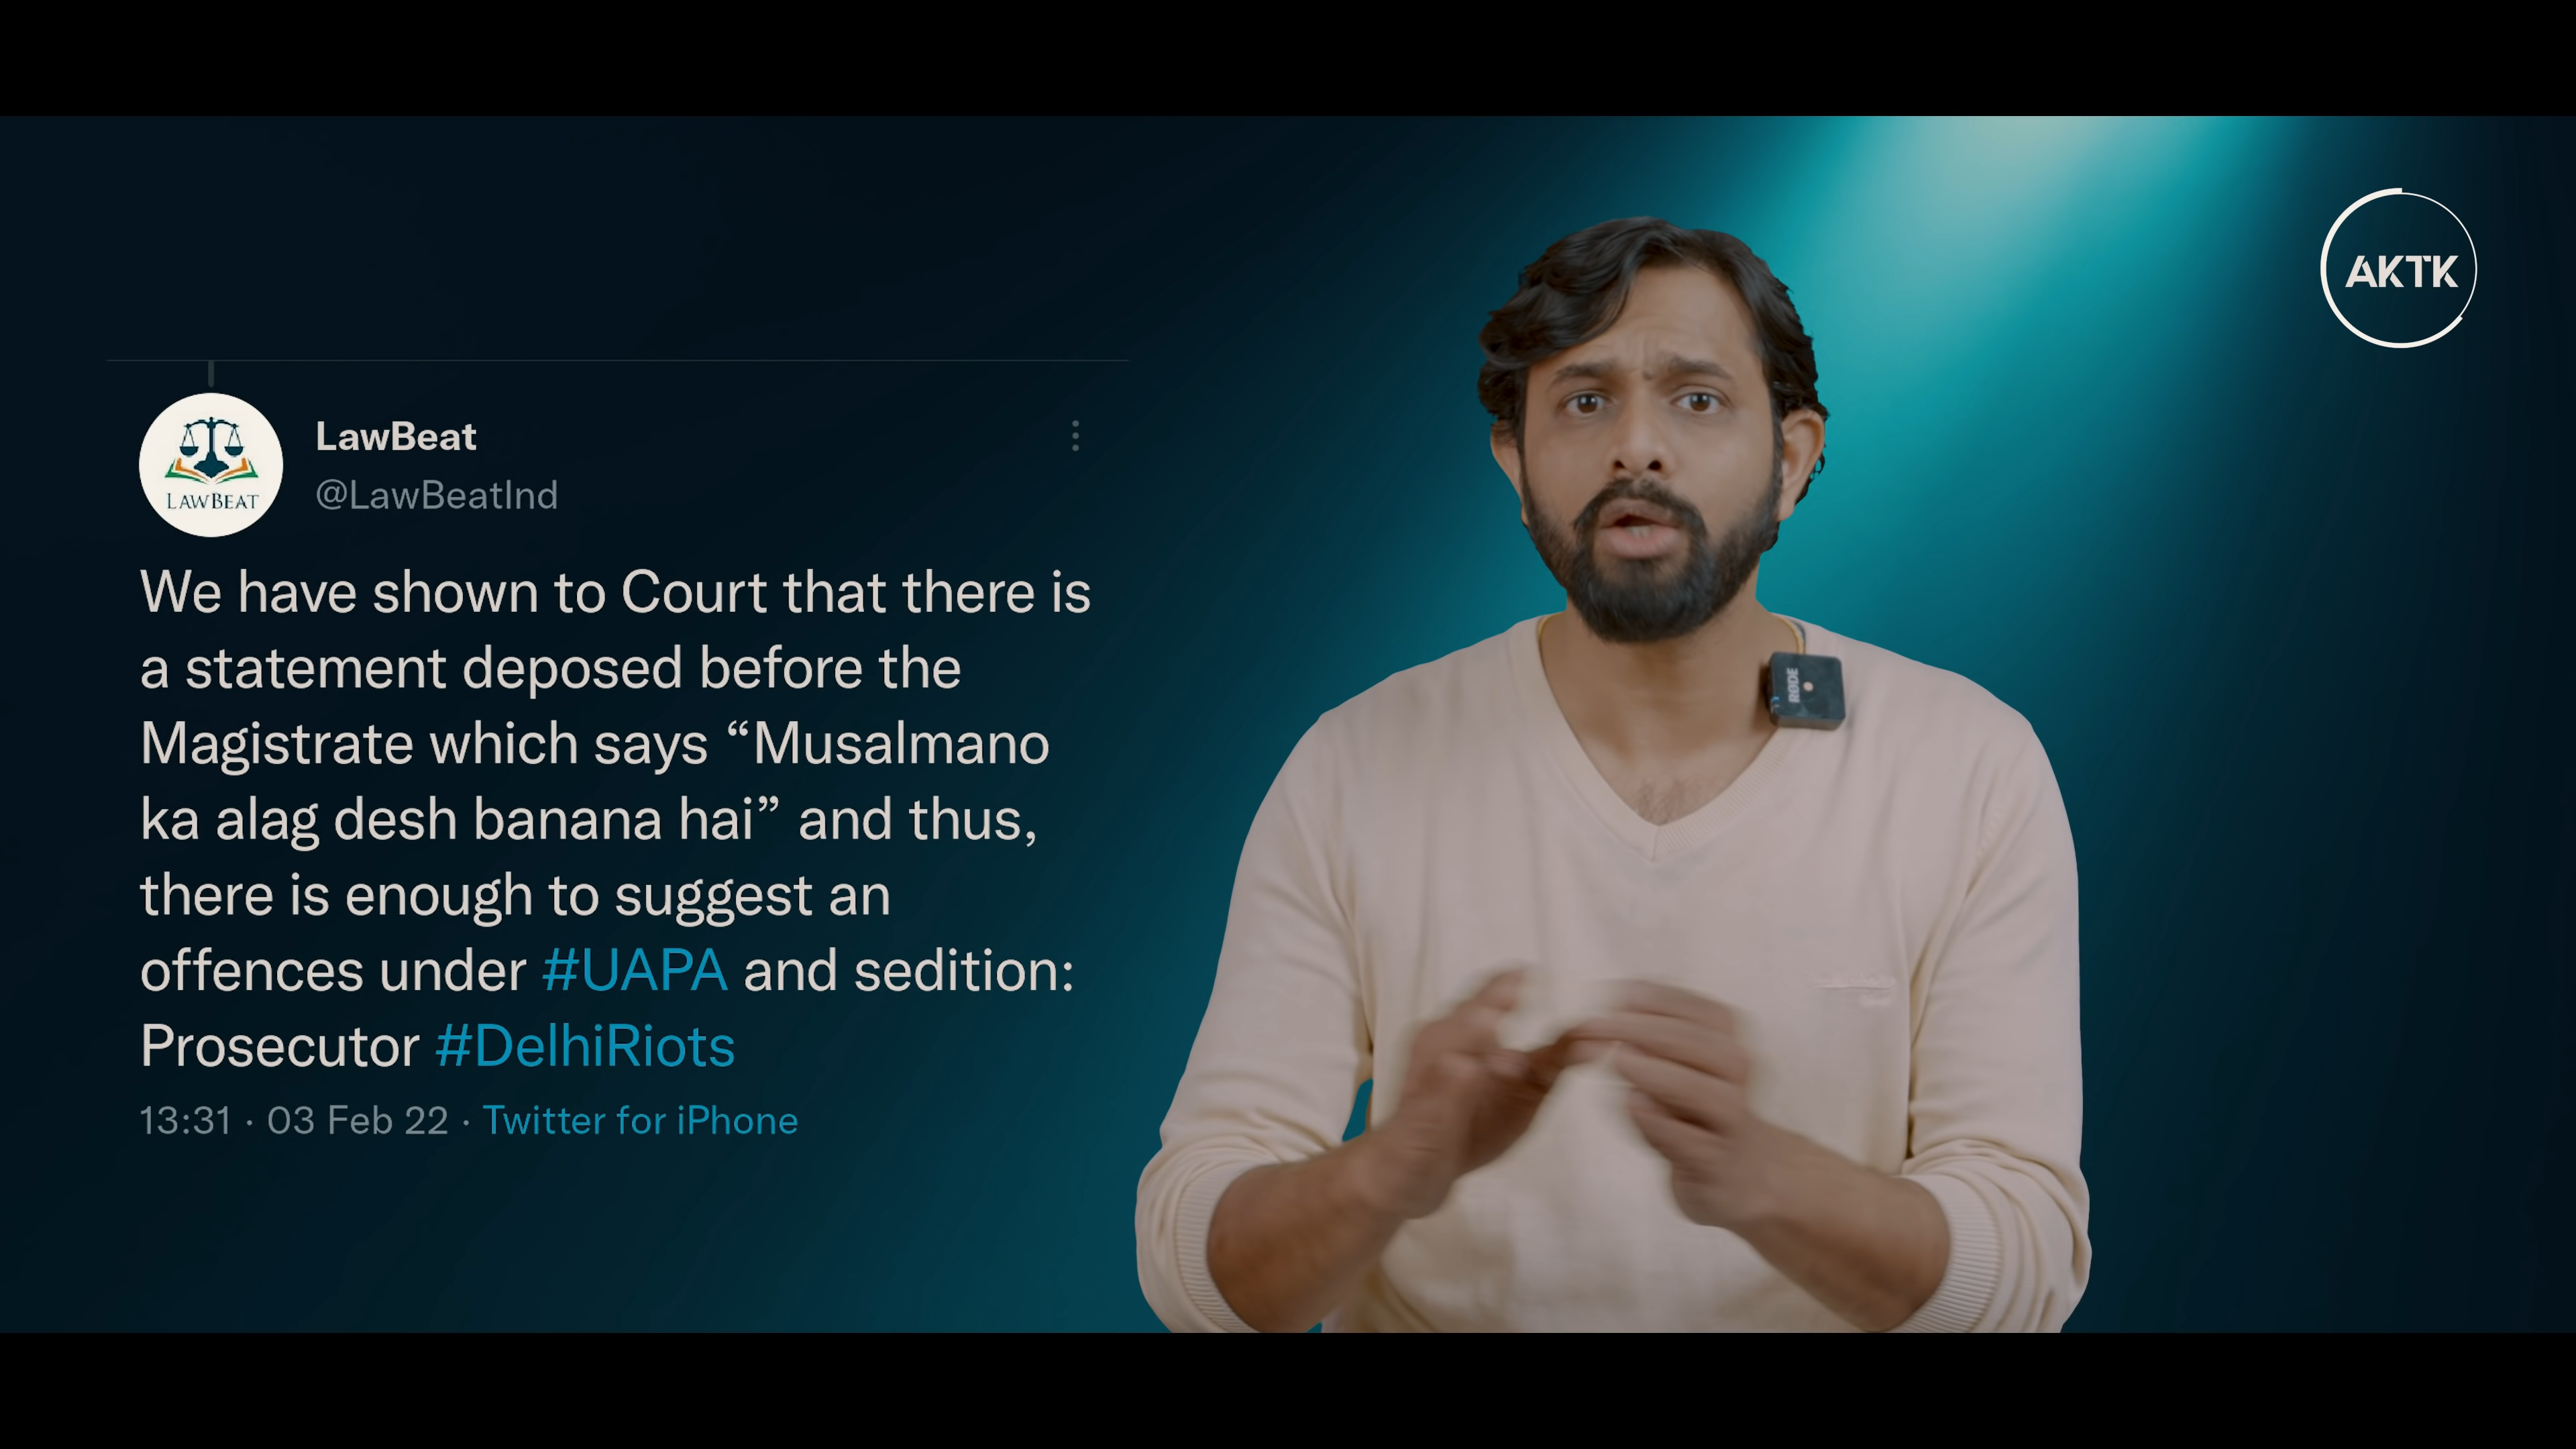 AKTK
LawBeat
@LawBeatInd
LAWBEAT
We have shown to Court that there is
a statement deposed before the
Magistrate which says “Musalmano
ka alag desh banana hai” and thus,
there is enough to suggest an
offences under #UAPA and sedition:
Prosecutor #DelhiRiots
13:31 · 03 Feb 22 · Twitter for iPhone
RØDE